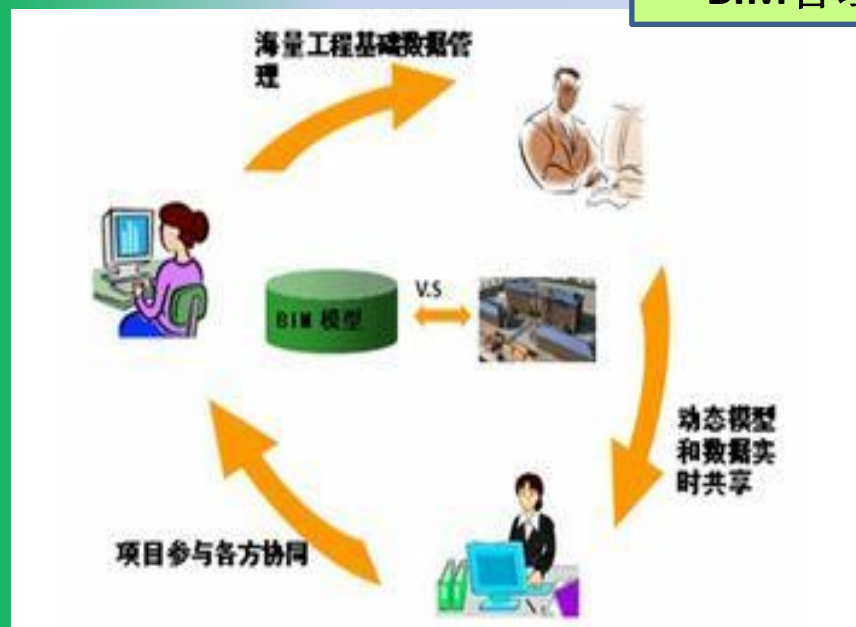 海量工程基础数据管
理
BIM 模型
V.S
动态模型
和数据实
时共享
项目参与各方协同